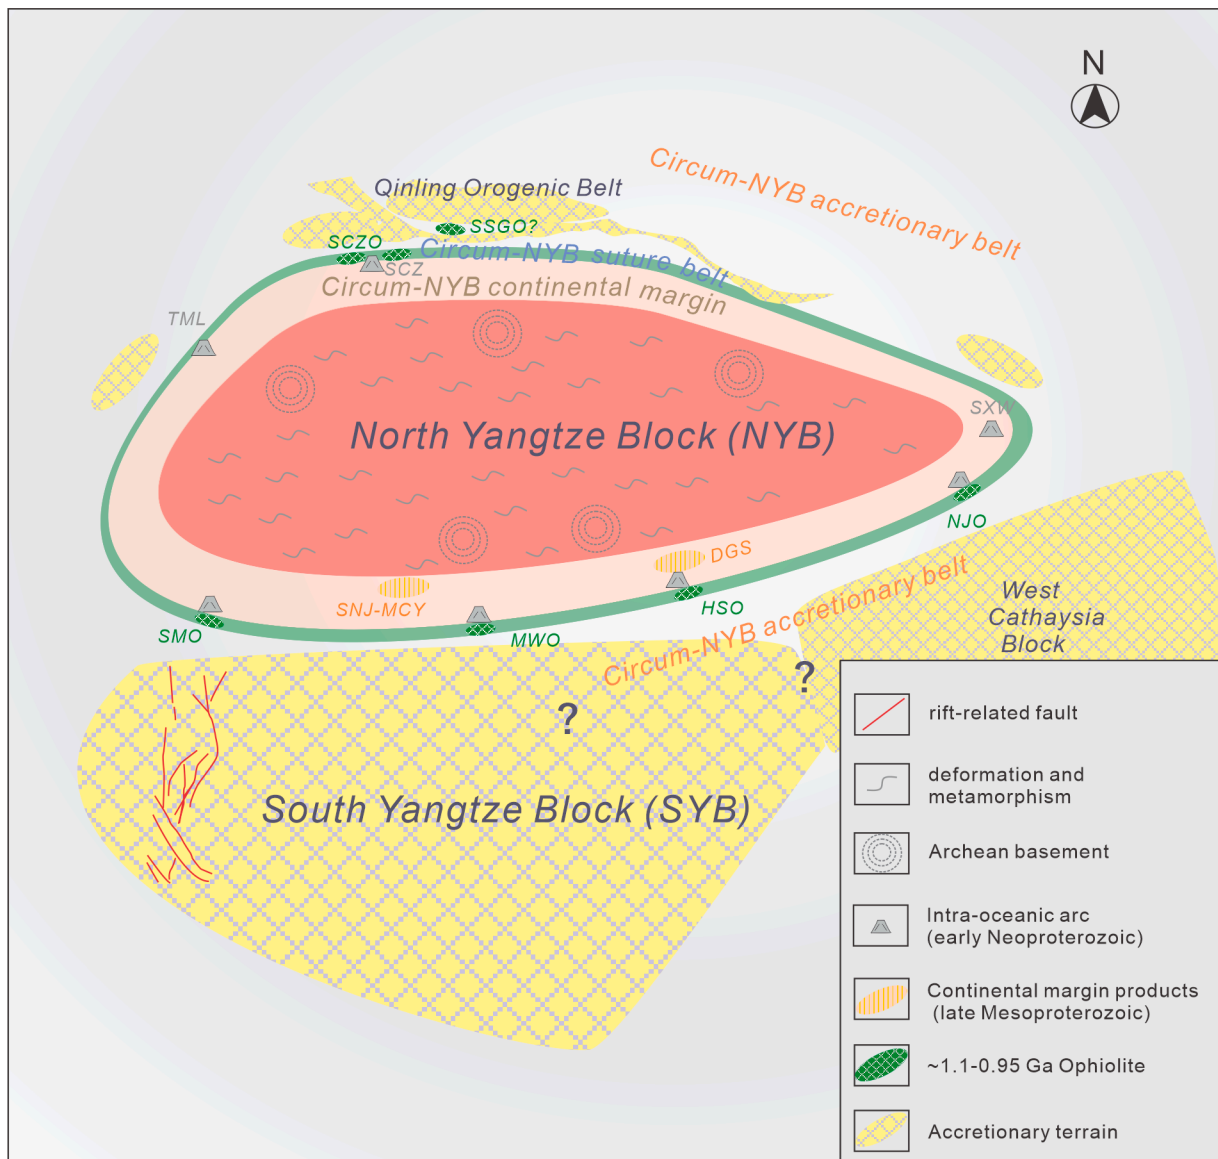 N
Circum-NYB accretionary belt
Qinling Orogenic Belt
SSGO?
SCZO
Circum-NYB suture belt
SCZ
Circum-NYB continental margin
TML
SXW
North Yangtze Block (NYB)
NJO
DGS
SNJ-MCY
HSO
SMO
MWO
Circum-NYB accretionary belt
West
Cathaysia
Block
?
?
South Yangtze Block (SYB)
rift-related fault
deformation and
metamorphism
Archean basement
Intra-oceanic arc
(early Neoproterozoic)
Continental margin products
(late Mesoproterozoic)
~1.1-0.95 Ga Ophiolite
Accretionary terrain